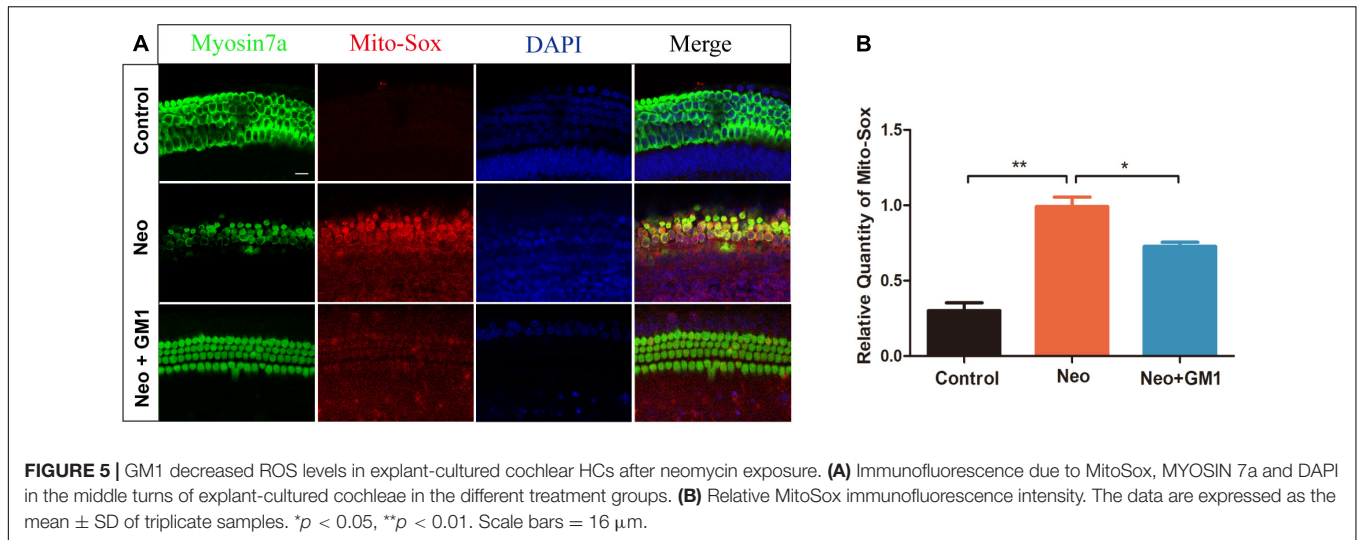 A
Myosin7a Mito-Sox DAPI Merge
Control
Neo
Neo + GM1
B
Relative Quantity of Mito-Sox
1.5
1.0
0.5
0.0
** *
Control Neo Neo+GM1
FIGURE 5 | GM1 decreased ROS levels in explant-cultured cochlear HCs after neomycin exposure. (A) Immunofluorescence due to MitoSox, MYOSIN 7a and DAPI
in the middle turns of explant-cultured cochleae in the different treatment groups. (B) Relative MitoSox immunofluorescence intensity. The data are expressed as the
mean ± SD of triplicate samples. *p < 0.05, **p < 0.01. Scale bars = 16 μm.